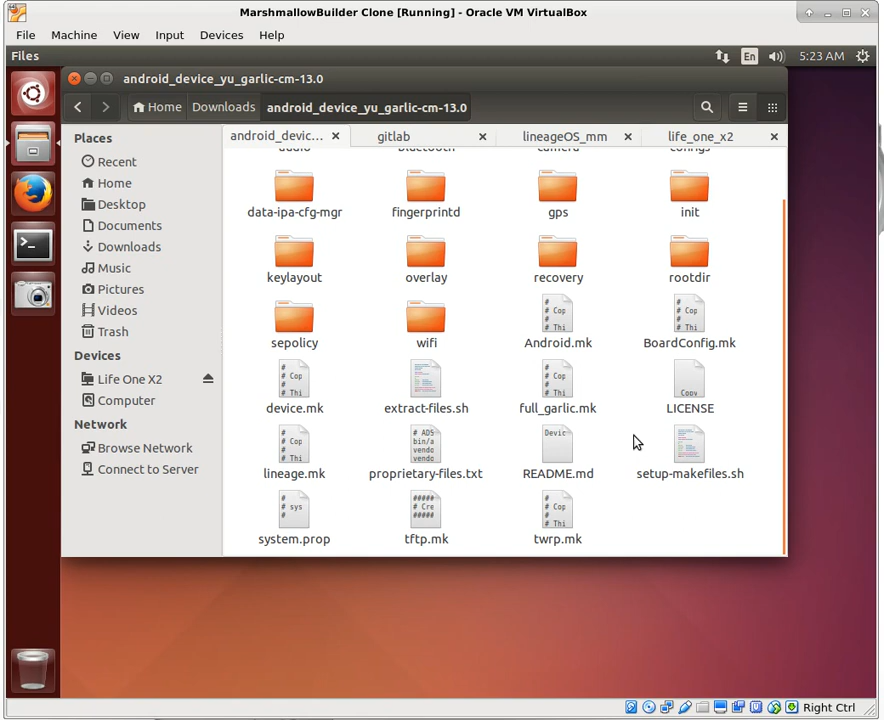 MarshmallowBuilder Clone [Running] - Oracle VM VirtualBox
File Machine View Input Devices Help
Files
En
5:23 AM
android_device_yu_garlic-cm-13.0
Home Downloads android_device_yu_garlic-cm-13.0
Places
Recent
Home
Desktop
Documents
Downloads
Music
Pictures
Videos
Trash
Devices
Life One X2
Computer
Network
Browse Network
Connect to Server
android_devic... gitlab lineageOS_mm life_one_x2
audio bluetooth camera configs
data-ipa-cfg-mgr fingerprintd gps init
keylayout overlay recovery rootdir
sepolicy wifi Android.mk BoardConfig.mk
device.mk extract-files.sh full_garlic.mk LICENSE
lineage.mk proprietary-files.txt README.md setup-makefiles.sh
system.prop tftp.mk twrp.mk
Right Ctrl